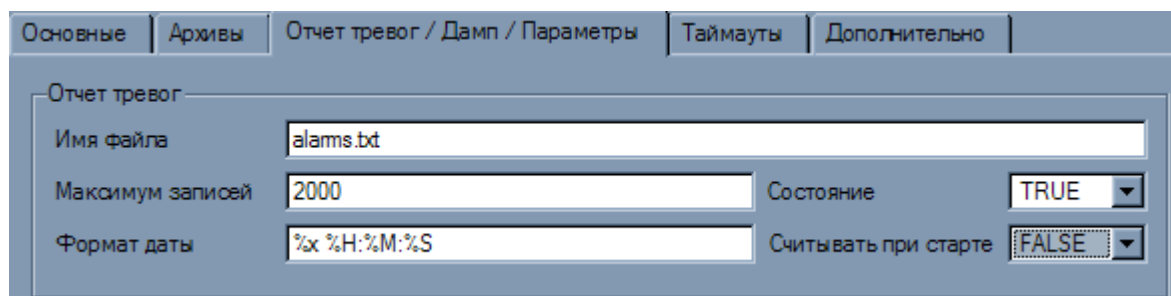 Основные Архивы Отчет тревог / Дамп / Параметры Таймауты Дополнительно
Отчет тревог
Имя файла alarms.txt
Максимум записей 2000 Состояние TRUE
Формат даты %x %H:%M:%S Считывать при старте FALSE